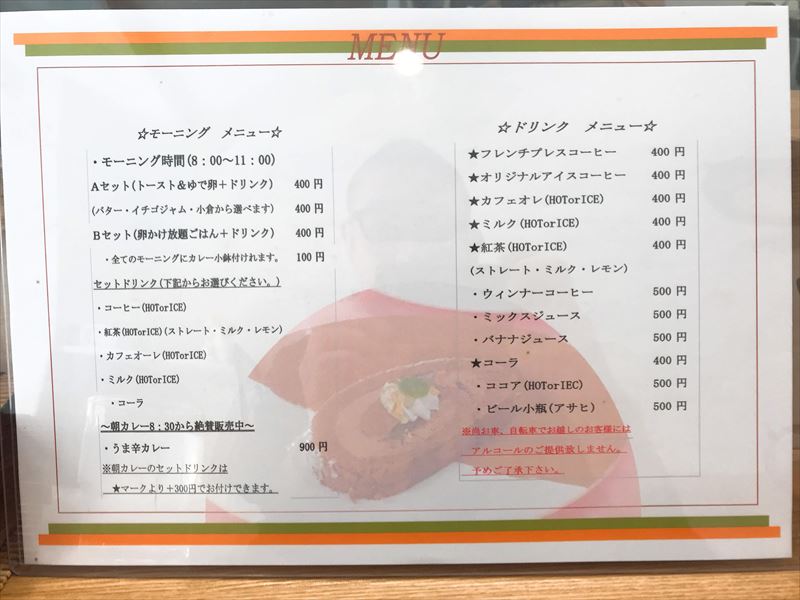 MENU
☆モーニング メニュー☆
・モーニング時間(8：00～11：00)
Aセット(トースト＆ゆで卵＋ドリンク) 400円
(バター・イチゴジャム・小倉から選べます) 400円
Bセット(卵かけ放題ごはん＋ドリンク) 400円
・全てのモーニングにカレー小鉢付けれます。 100円
セットドリンク(下記からお選びください。)
・コーヒー(HOTorICE)
・紅茶(HOTorICE)(ストレート・ミルク・レモン)
・カフェオーレ(HOTorICE)
・ミルク(HOTorICE)
・コーラ
～朝カレー8：30から絶賛販売中～
・うま辛カレー 900円
※朝カレーのセットドリンクは
★マークより＋300円でお付けできます。
☆ドリンク メニュー☆
★フレンチプレスコーヒー 400円
★オリジナルアイスコーヒー 400円
★カフェオレ(HOTorICE) 400円
★ミルク(HOTorICE) 400円
★紅茶(HOTorICE) 400円
(ストレート・ミルク・レモン)
・ウィンナーコーヒー 500円
・ミックスジュース 500円
・バナナジュース 500円
★コーラ 400円
・ココア(HOTorIEC) 500円
・ビール小瓶(アサヒ) 500円
※尚お車、自転車でお越しのお客様には
アルコールのご提供致しません。
予めご了承下さい。